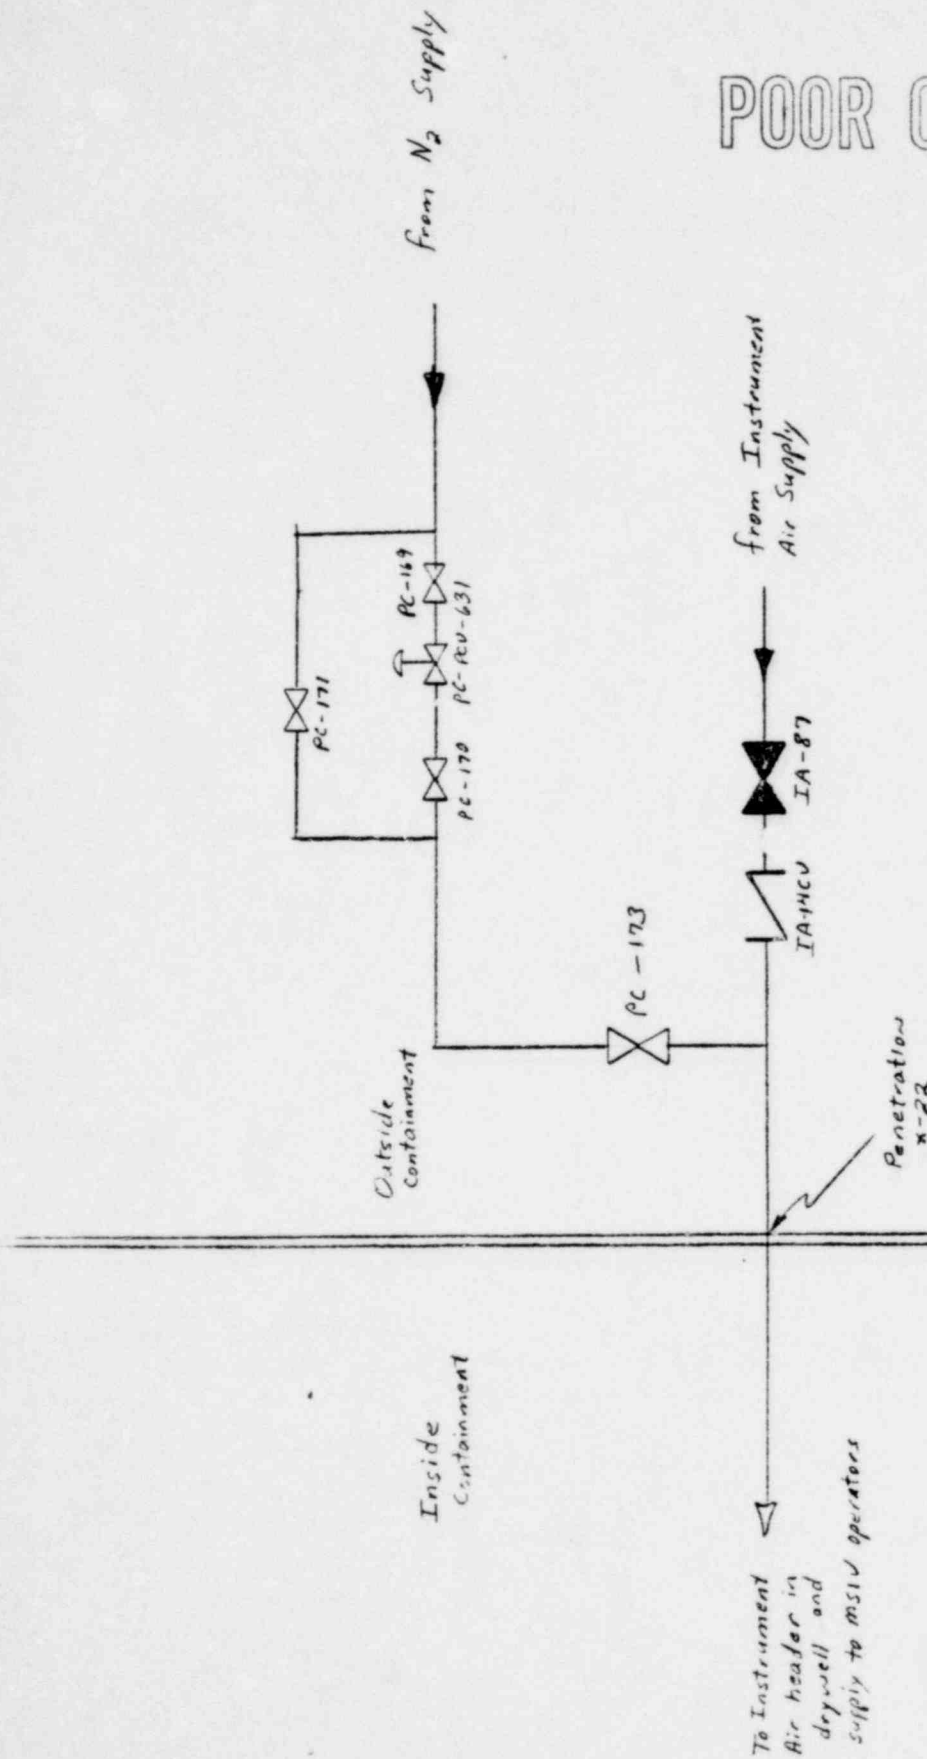 POOR
from N2 Supply
PC-171
PC-169
PC-PCV-631
PC-170
from Instrument
Air Supply
IA-87
IA-14CV
PC-173
Outside
Containment
Penetration
Inside
Containment
To Instrument
Air header in
drywell and
supply to MSIV operators